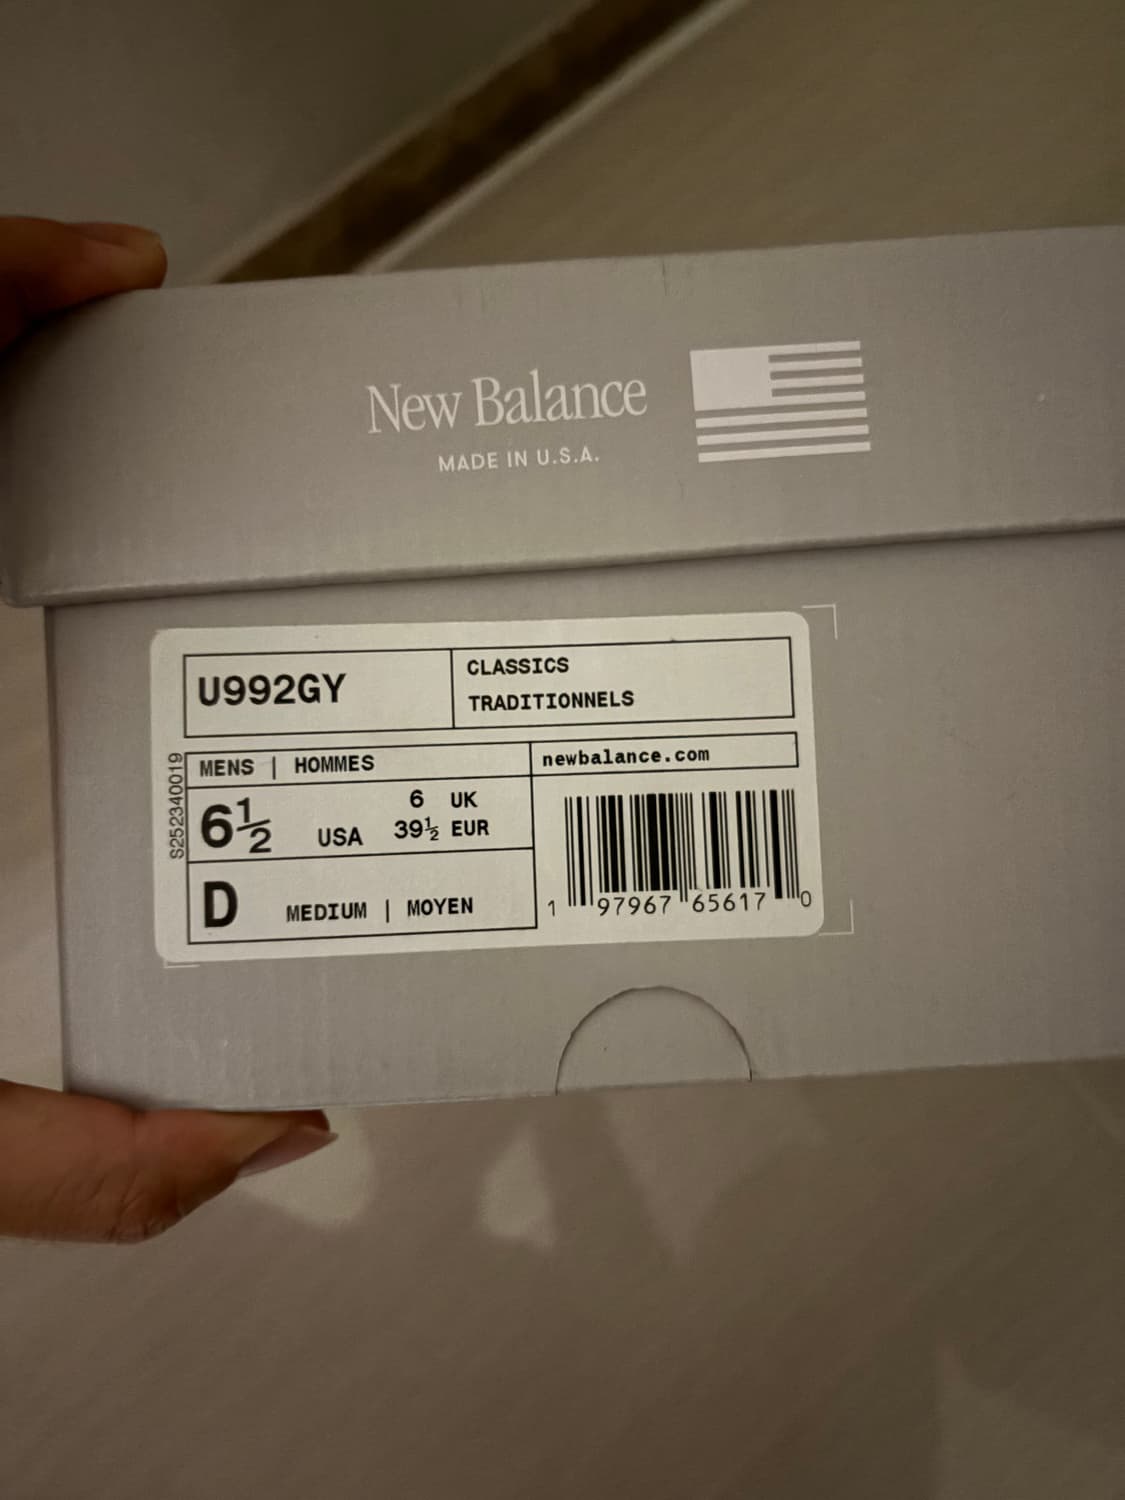 New Balance
MADE IN U.S.A.
U992GY
CLASSICS
TRADITIONNELS
S252340019
MENS | HOMMES
newbalance.com
6½ USA
6 UK
39½ EUR
D MEDIUM | MOYEN
1 97967 65617 0